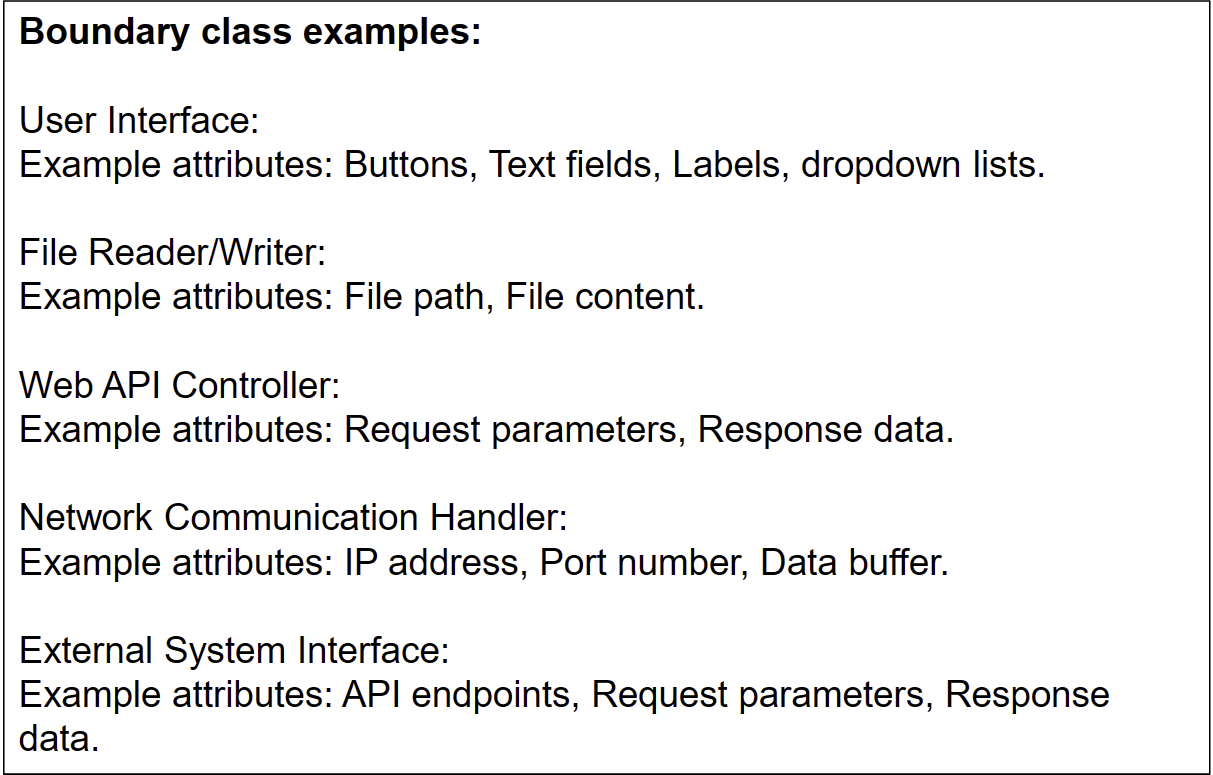 Boundary class examples:
User Interface:
Example attributes: Buttons, Text fields, Labels, dropdown lists.
File Reader/Writer:
Example attributes: File path, File content.
Web API Controller:
Example attributes: Request parameters, Response data.
Network Communication Handler:
Example attributes: IP address, Port number, Data buffer.
External System Interface:
Example attributes: API endpoints, Request parameters, Response
data.